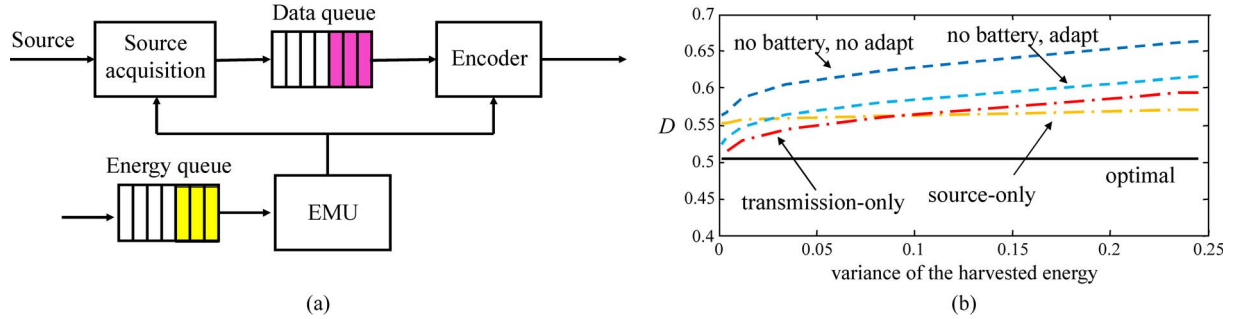 Source
Source
acquisition
Data queue
Encoder
Energy queue
EMU
(a)
0.7
0.65
0.6
0.55
0.5
0.45
0.4
D
no battery, no adapt
no battery, adapt
transmission-only
source-only
optimal
0
0.05
0.1
0.15
0.2
0.25
variance of the harvested energy
(b)